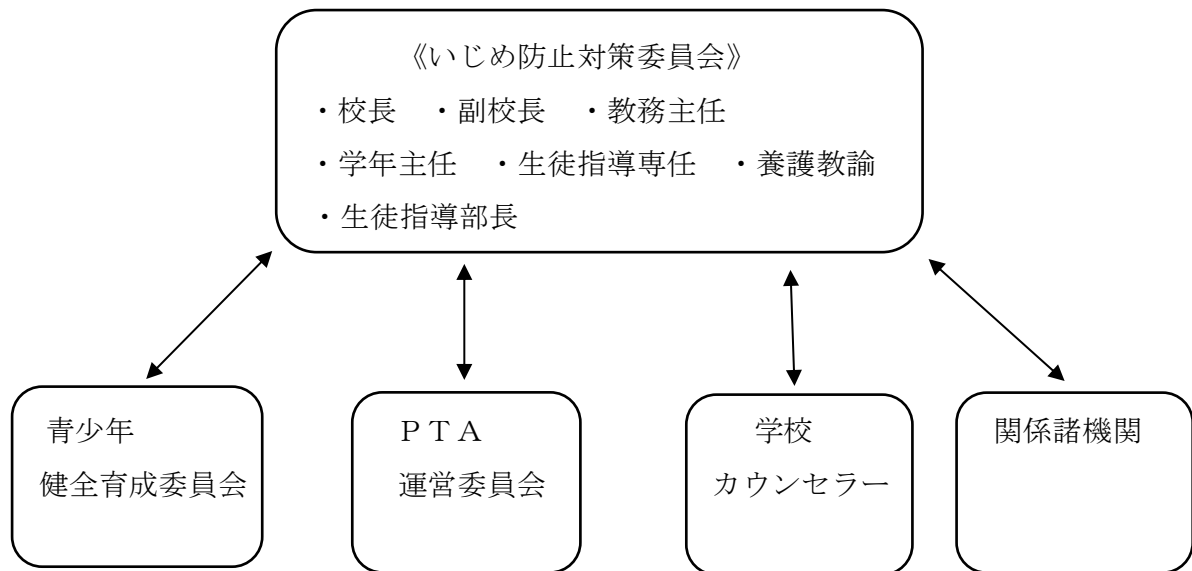 《いじめ防止対策委員会》
・校長　・副校長　・教務主任
・学年主任　・生徒指導専任　・養護教諭
・生徒指導部長
青少年
健全育成委員会
ＰＴＡ
運営委員会
学校
カウンセラー
関係諸機関